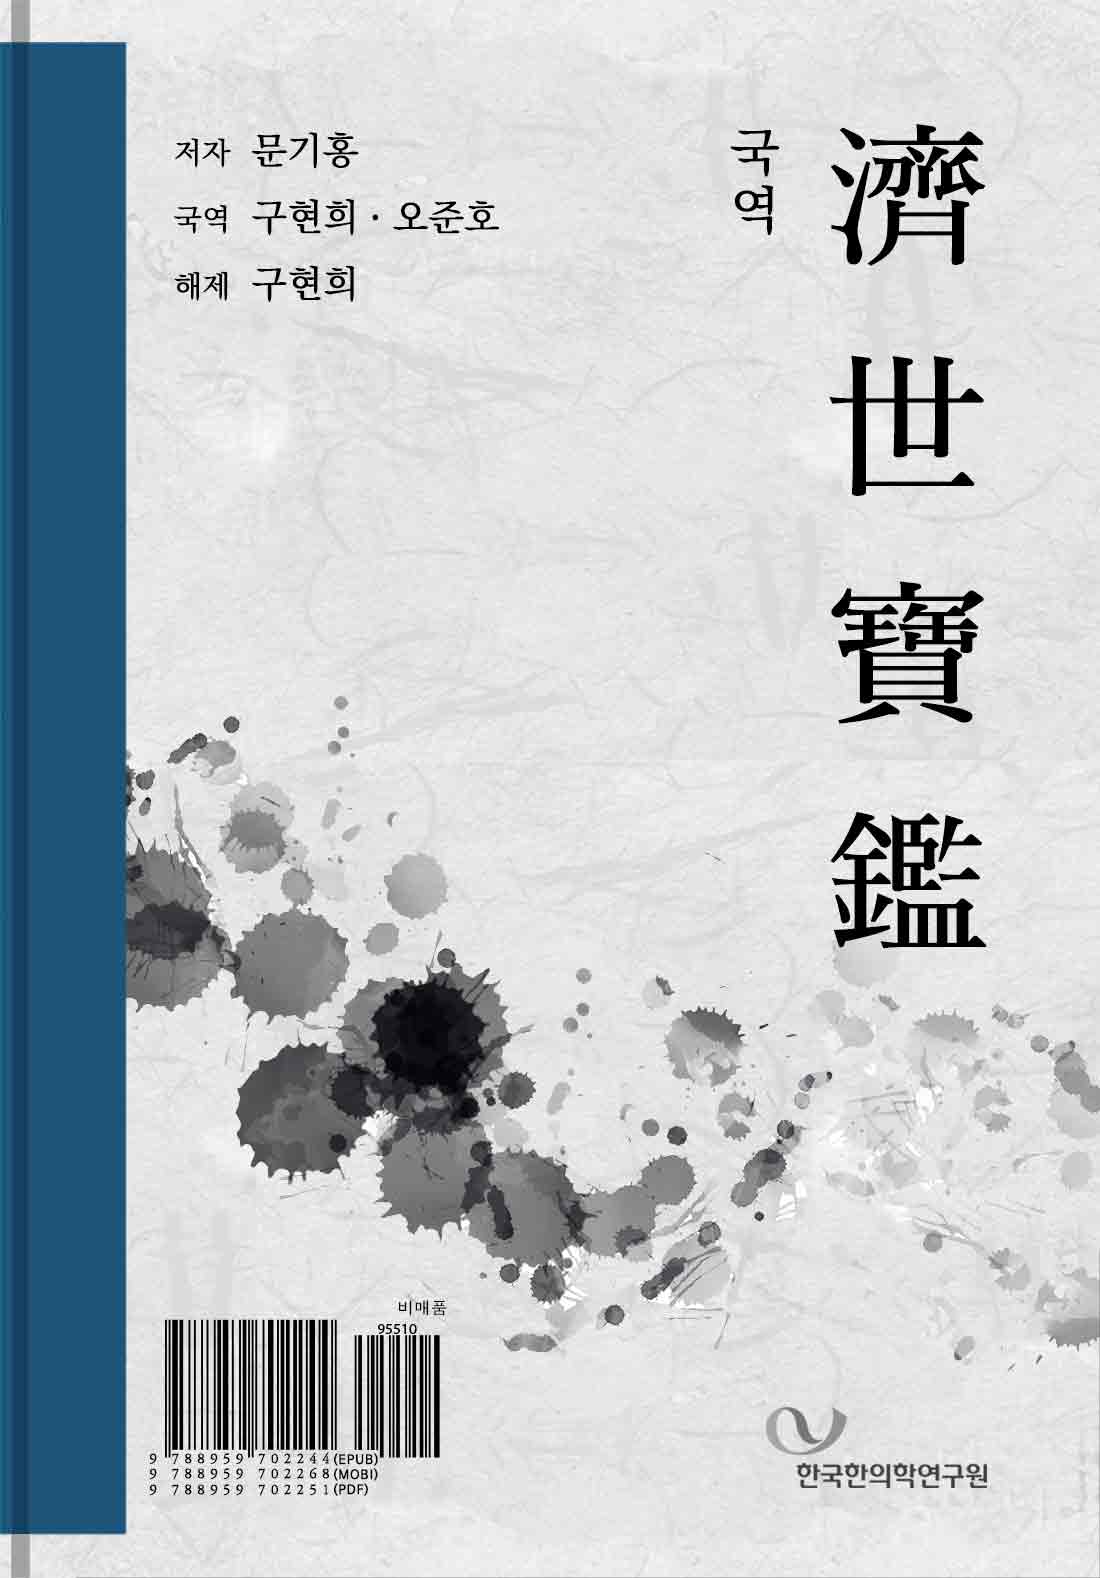 저자 문기홍
국역 구현희 · 오준호
해제 구현희
국역
濟世寶鑑
비매품
95510
9 788959 702244(EPUB)
9 788959 702268(MOBI)
9 788959 702251(PDF)
한국한의학연구원